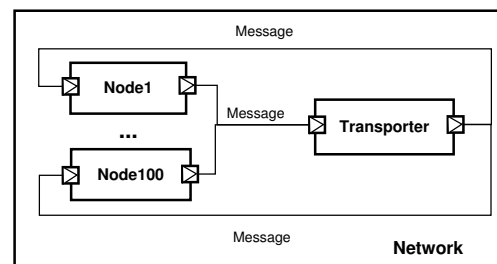 Message
Node1
Message
...
Transporter
Node100
Message
Network